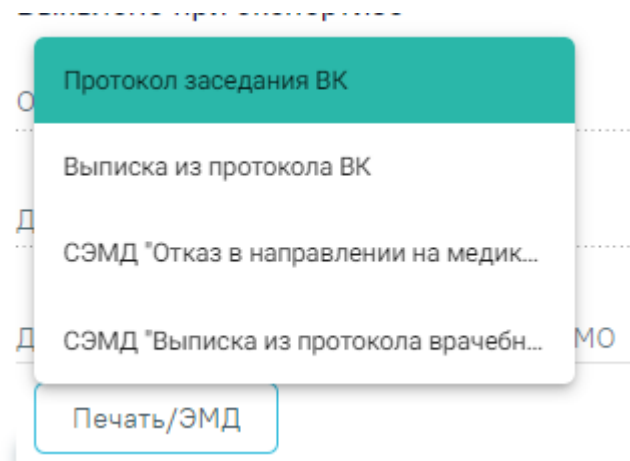 Протокол заседания ВК
О
Выписка из протокола ВК
Д
СЭМД "Отказ в направлении на медик...
Д
СЭМД "Выписка из протокола врачебн...
МО
Печать/ЭМД